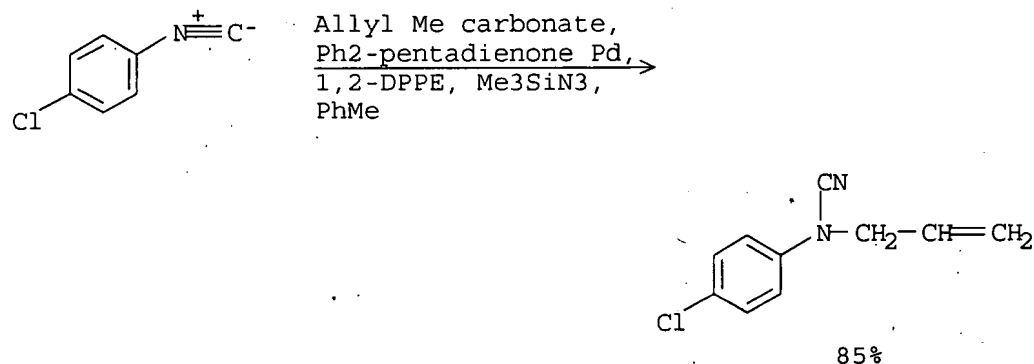 N+≡C-
Cl
Allyl Me carbonate,
Ph2-pentadienone Pd,
1,2-DPPE, Me3SiN3,
PhMe
CN
N-CH2-CH=CH2
Cl
85%